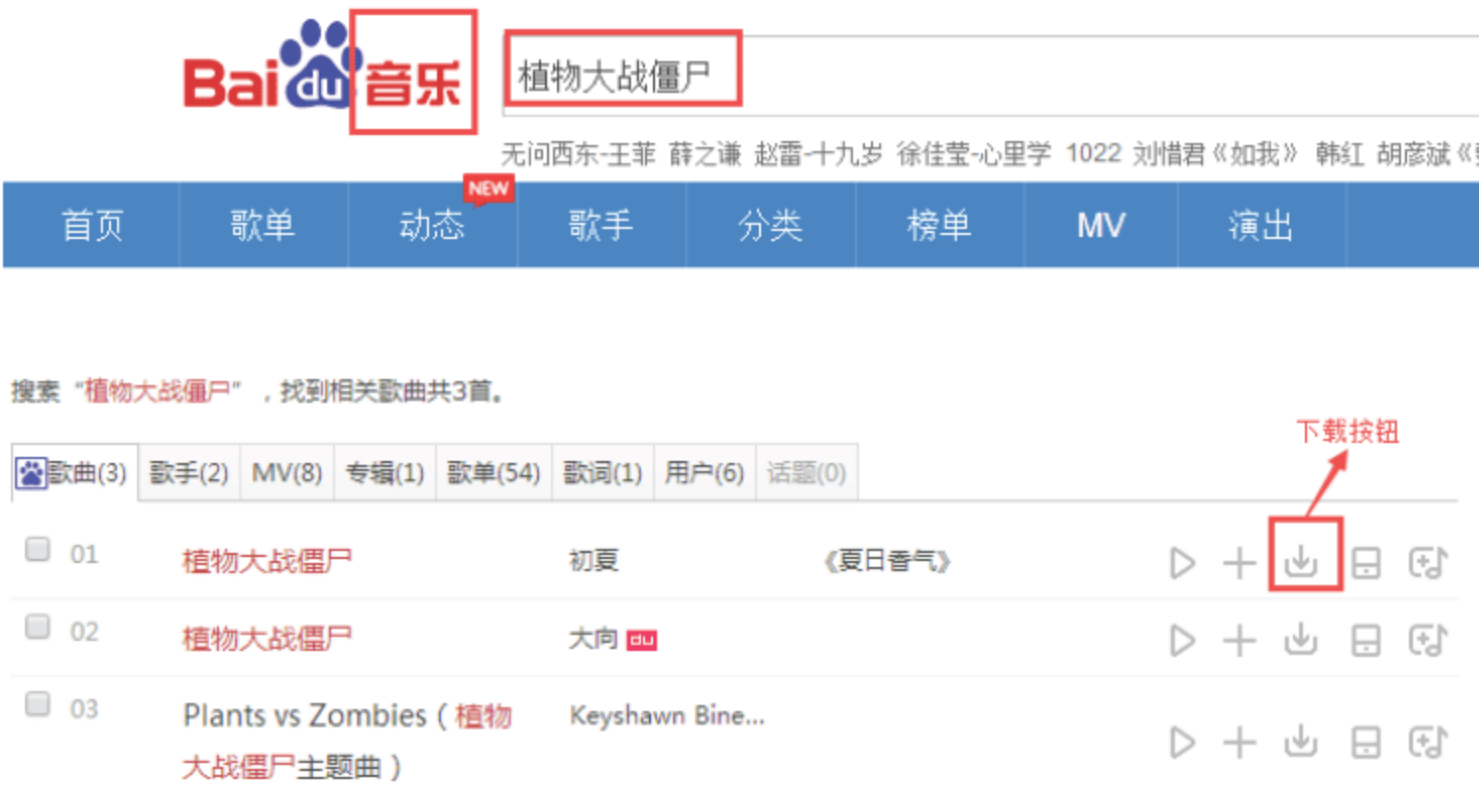 Bai du 音乐
植物大战僵尸
无问西东-王菲 薛之谦 赵雷-十九岁 徐佳莹-心里学 1022 刘惜君《如我》 韩红 胡彦斌《
NEW
首页 歌单 动态 歌手 分类 榜单 MV 演出
搜索“植物大战僵尸”，找到相关歌曲共3首。
下载按钮
歌曲(3) 歌手(2) MV(8) 专辑(1) 歌单(54) 歌词(1) 用户(6) 话题(0)
01 植物大战僵尸 初夏 《夏日香气》
02 植物大战僵尸 大向 du
03 Plants vs Zombies ( 植物 Keyshawn Bine...
大战僵尸主题曲 )